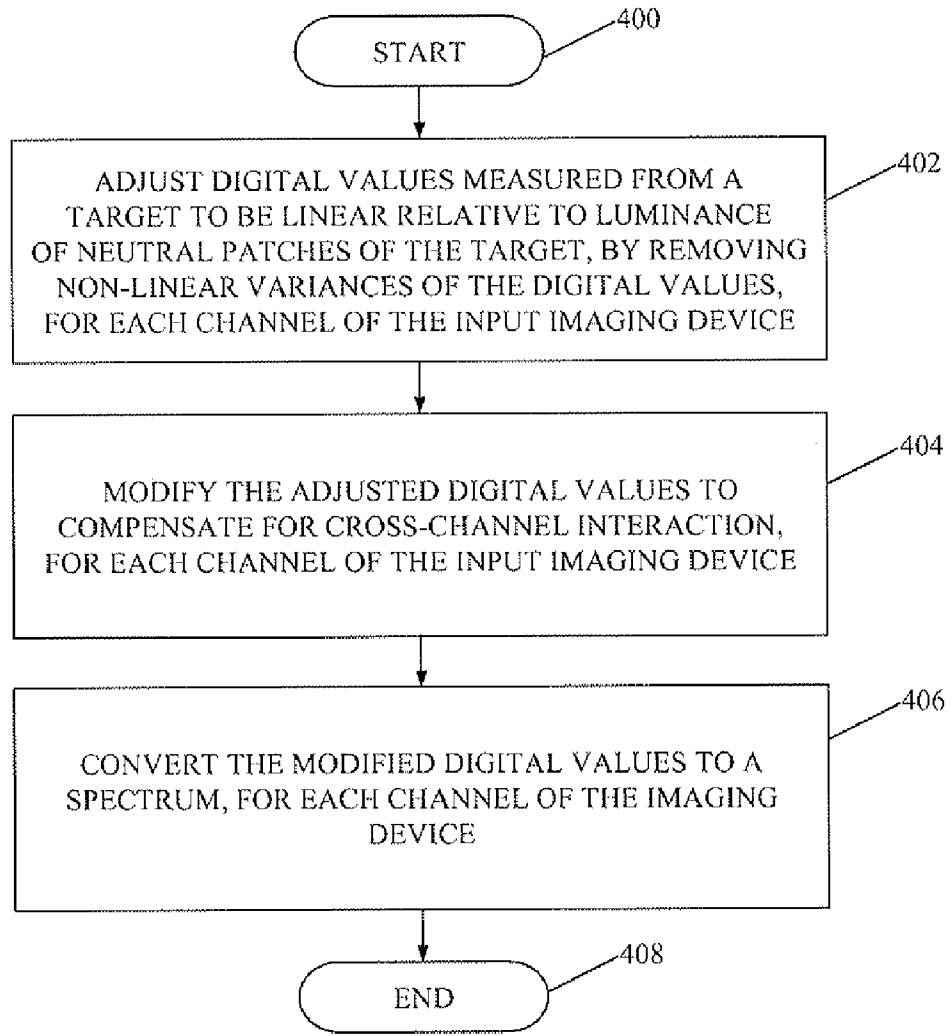 400
START
402
ADJUST DIGITAL VALUES MEASURED FROM A
TARGET TO BE LINEAR RELATIVE TO LUMINANCE
OF NEUTRAL PATCHES OF THE TARGET, BY REMOVING
NON-LINEAR VARIANCES OF THE DIGITAL VALUES,
FOR EACH CHANNEL OF THE INPUT IMAGING DEVICE
404
MODIFY THE ADJUSTED DIGITAL VALUES TO
COMPENSATE FOR CROSS-CHANNEL INTERACTION,
FOR EACH CHANNEL OF THE INPUT IMAGING DEVICE
406
CONVERT THE MODIFIED DIGITAL VALUES TO A
SPECTRUM, FOR EACH CHANNEL OF THE IMAGING
DEVICE
408
END